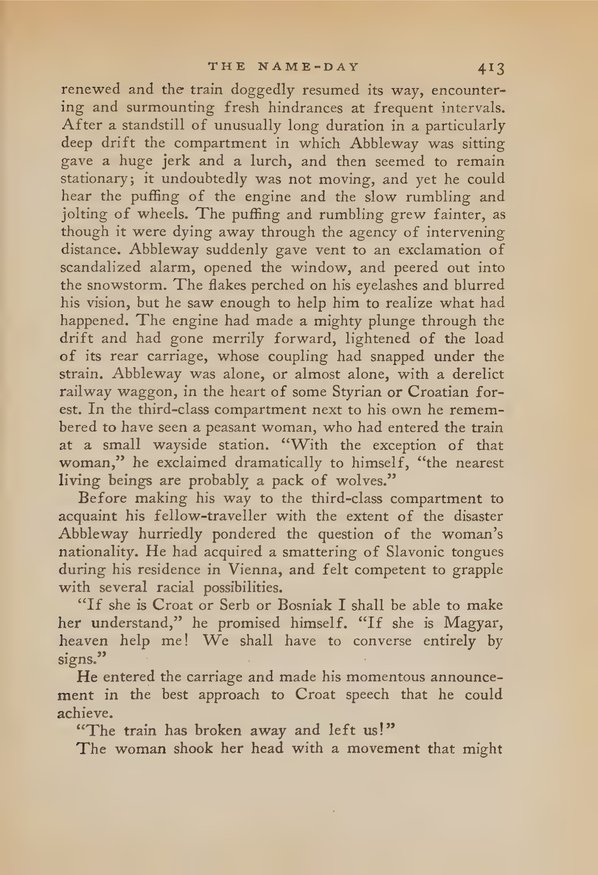 THE NAME-DAY 413
renewed and the train doggedly resumed its way, encounter-
ing and surmounting fresh hindrances at frequent intervals.
After a standstill of unusually long duration in a particularly
deep drift the compartment in which Abbleway was sitting
gave a huge jerk and a lurch, and then seemed to remain
stationary; it undoubtedly was not moving, and yet he could
hear the puffing of the engine and the slow rumbling and
jolting of wheels. The puffing and rumbling grew fainter, as
though it were dying away through the agency of intervening
distance. Abbleway suddenly gave vent to an exclamation of
scandalized alarm, opened the window, and peered out into
the snowstorm. The flakes perched on his eyelashes and blurred
his vision, but he saw enough to help him to realize what had
happened. The engine had made a mighty plunge through the
drift and had gone merrily forward, lightened of the load
of its rear carriage, whose coupling had snapped under the
strain. Abbleway was alone, or almost alone, with a derelict
railway waggon, in the heart of some Styrian or Croatian for-
est. In the third-class compartment next to his own he remem-
bered to have seen a peasant woman, who had entered the train
at a small wayside station. “With the exception of that
woman,” he exclaimed dramatically to himself, “the nearest
living beings are probably a pack of wolves.”
Before making his way to the third-class compartment to
acquaint his fellow-traveller with the extent of the disaster
Abbleway hurriedly pondered the question of the woman’s
nationality. He had acquired a smattering of Slavonic tongues
during his residence in Vienna, and felt competent to grapple
with several racial possibilities.
“If she is Croat or Serb or Bosniak I shall be able to make
her understand,” he promised himself. “If she is Magyar,
heaven help me! We shall have to converse entirely by
signs.”
He entered the carriage and made his momentous announce-
ment in the best approach to Croat speech that he could
achieve.
“The train has broken away and left us!”
The woman shook her head with a movement that might